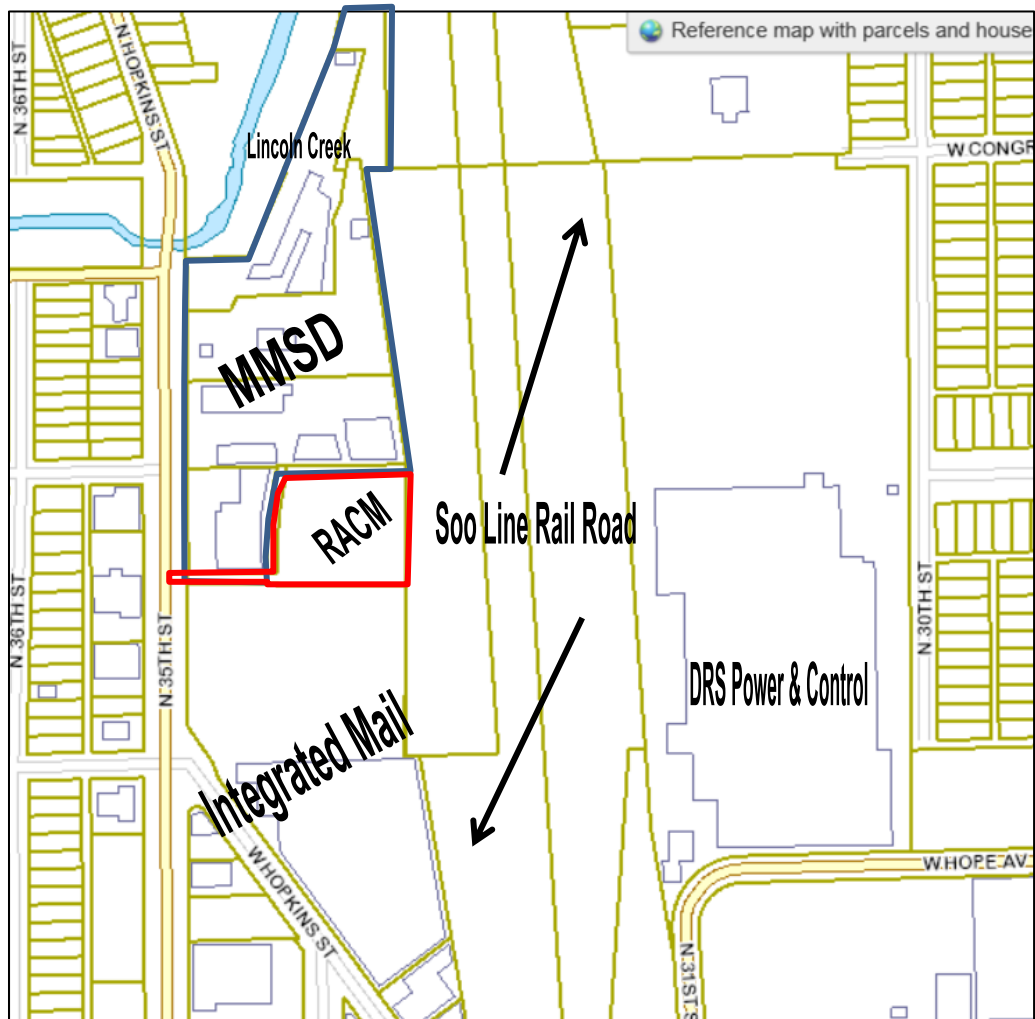 Reference map with parcels and house
N.36TH ST
N.HOPKINS.ST
Lincoln Creek
W.CONGR
MMSD
RACM
Soo Line Rail Road
N.36TH ST
N.35TH.ST
N.30TH ST
DRS Power & Control
Integrated Mail
W.HOPKINS.ST
W.HOPE AV
N.31ST.S